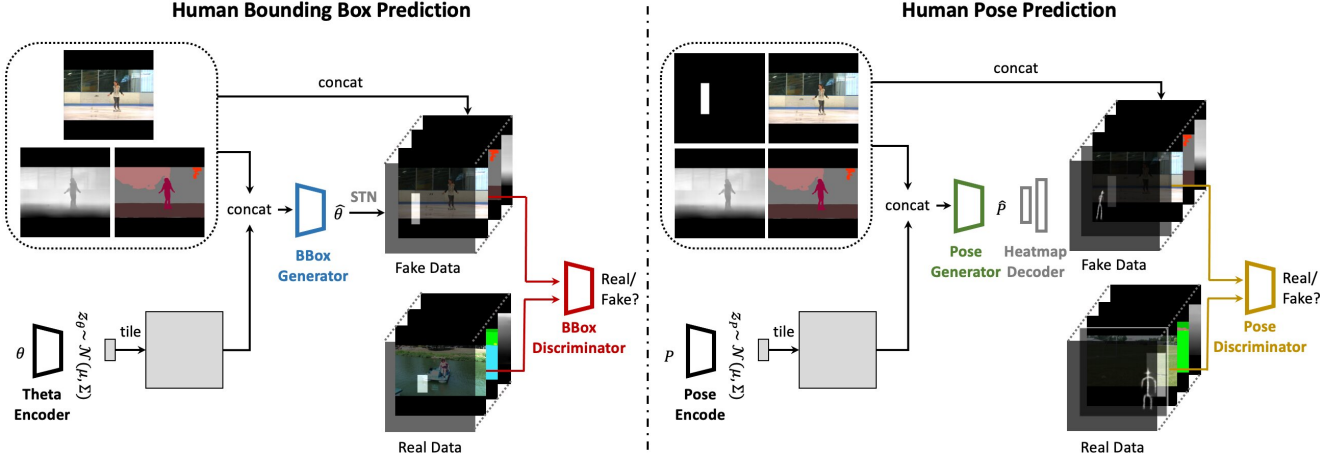 Human Bounding Box Prediction
concat
concat
STN
θ̂
BBox
Generator
Fake Data
Real/
Fake?
BBox
Discriminator
θ
Theta
Encoder
z_θ ~ 𝒩(μ, Σ)
tile
Real Data
Human Pose Prediction
concat
concat
P̂
Pose
Generator
Heatmap
Decoder
Fake Data
Real/
Fake?
Pose
Discriminator
P
Pose
Encode
z_p ~ 𝒩(μ, Σ)
tile
Real Data